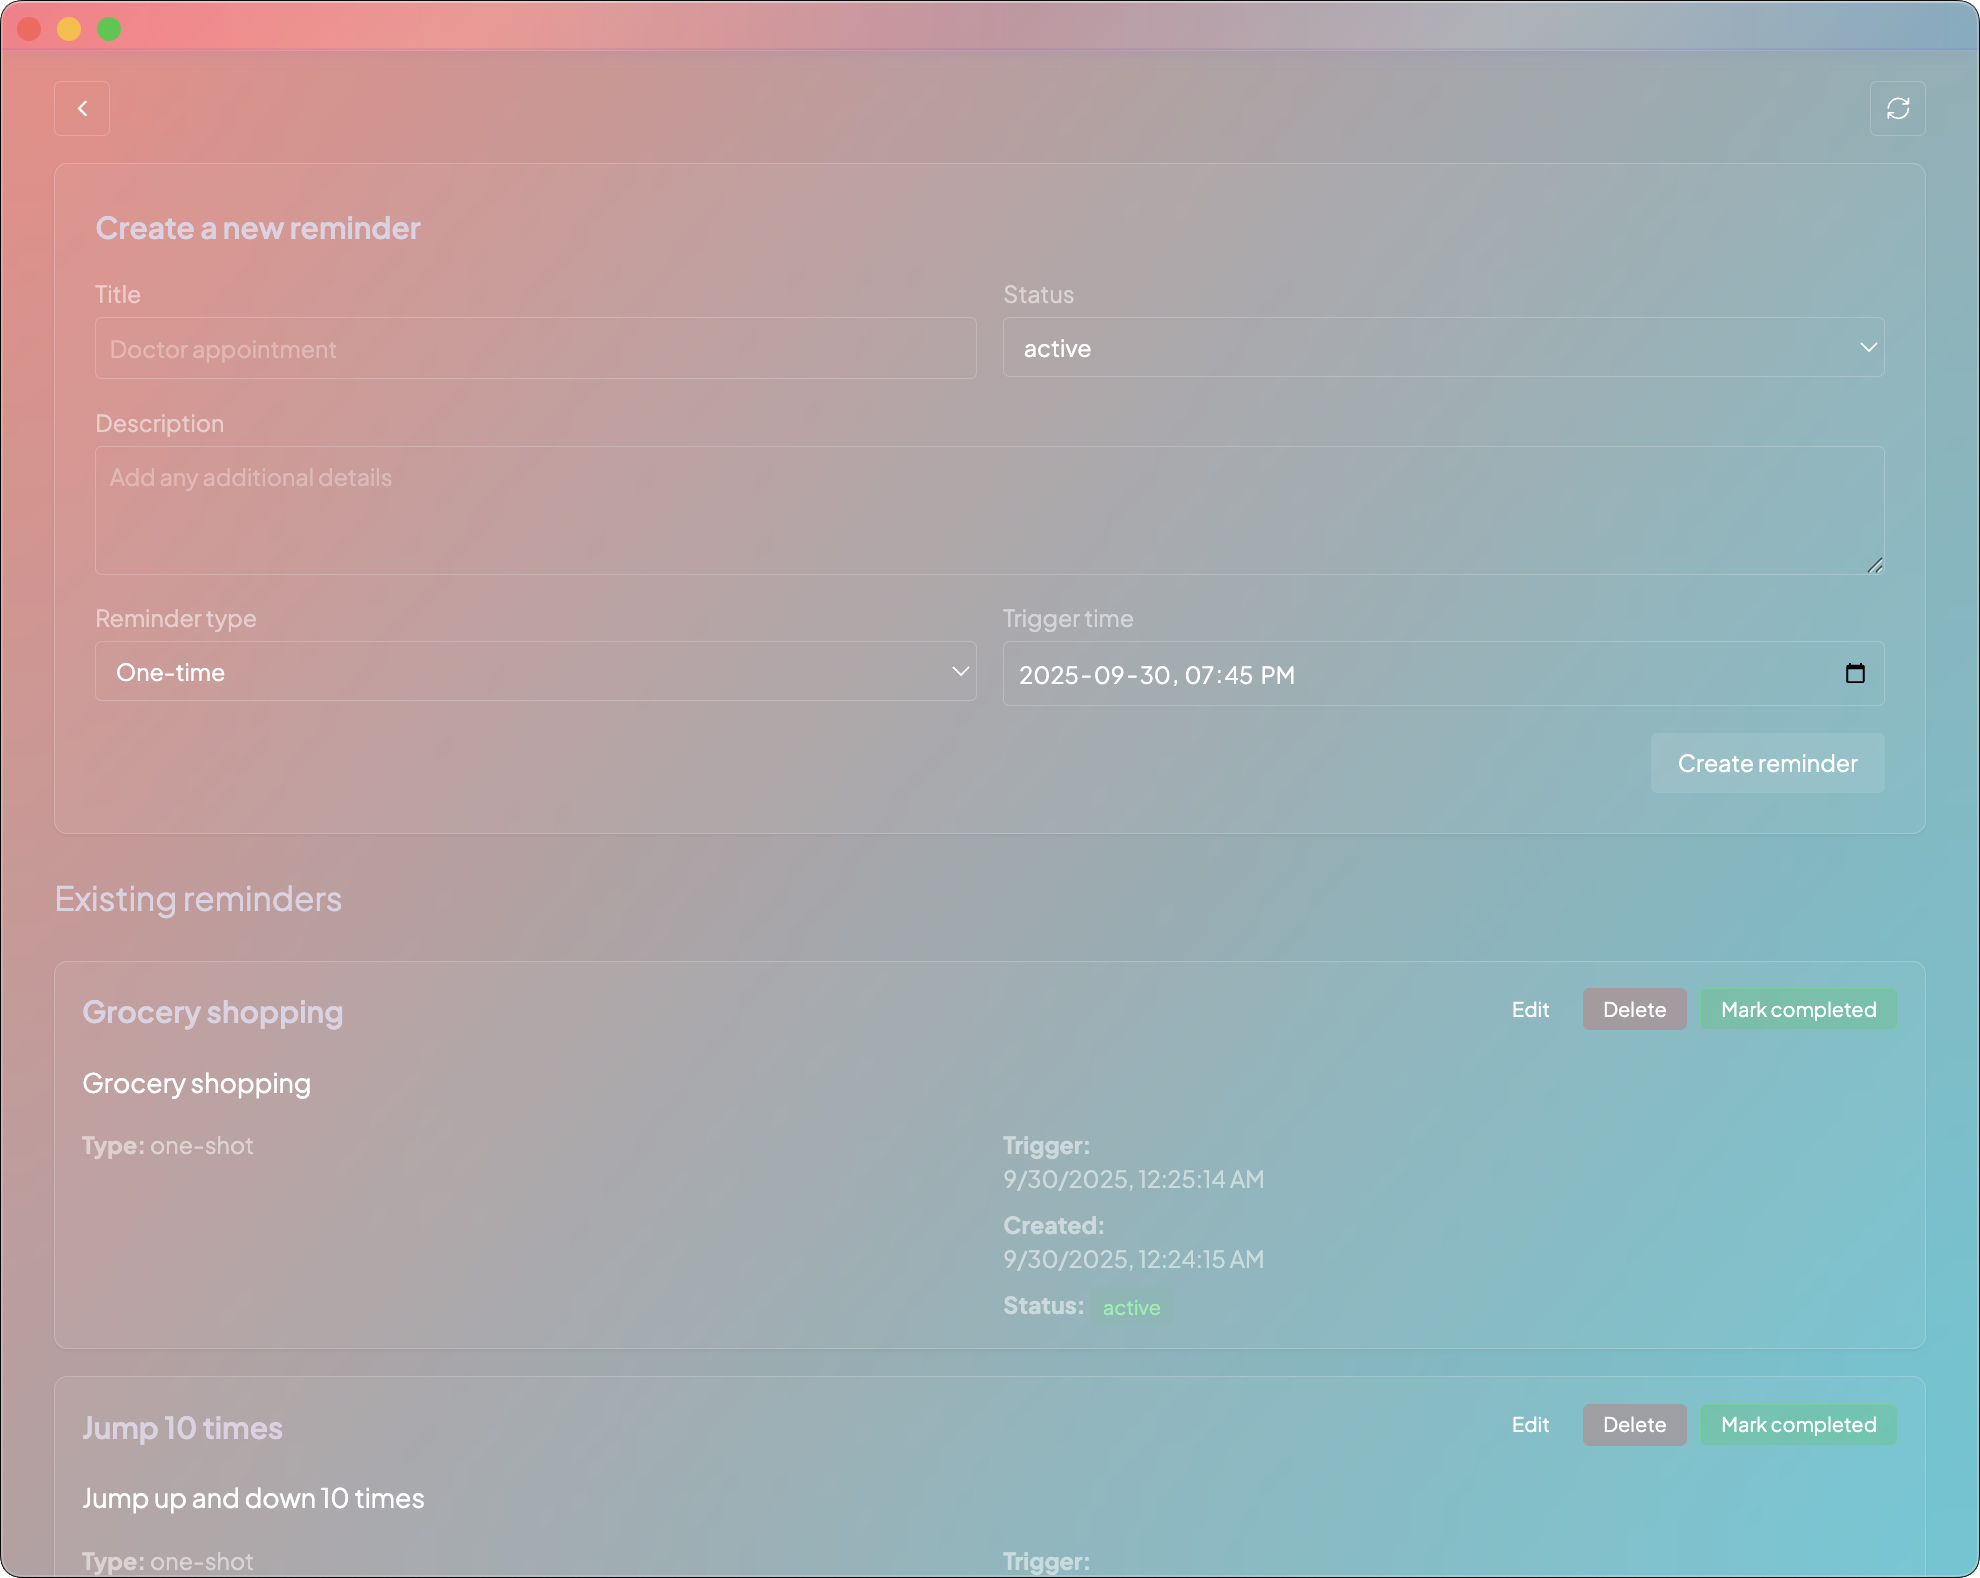 Create a new reminder
Title
Status
Doctor appointment
active
Description
Add any additional details
Reminder type
Trigger time
One-time
2025-09-30, 07:45 PM
Create reminder
Existing reminders
Grocery shopping
Edit
Delete
Mark completed
Grocery shopping
Type: one-shot
Trigger:
9/30/2025, 12:25:14 AM
Created:
9/30/2025, 12:24:15 AM
Status: active
Jump 10 times
Edit
Delete
Mark completed
Jump up and down 10 times
Type: one-shot
Trigger: